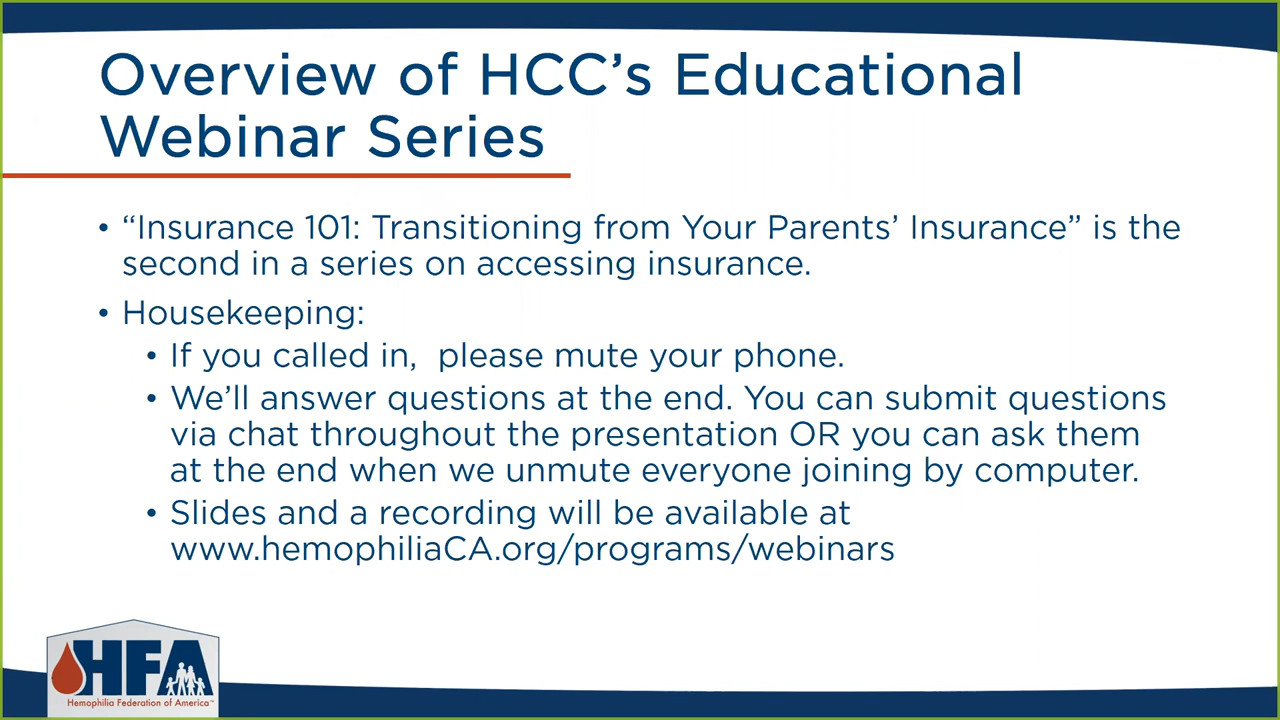 Overview of HCC’s Educational
Webinar Series
• “Insurance 101: Transitioning from Your Parents’ Insurance” is the
second in a series on accessing insurance.
• Housekeeping:
• If you called in,  please mute your phone.
• We’ll answer questions at the end. You can submit questions
via chat throughout the presentation OR you can ask them
at the end when we unmute everyone joining by computer.
• Slides and a recording will be available at
www.hemophiliaCA.org/programs/webinars
HFA
Hemophilia Federation of America™